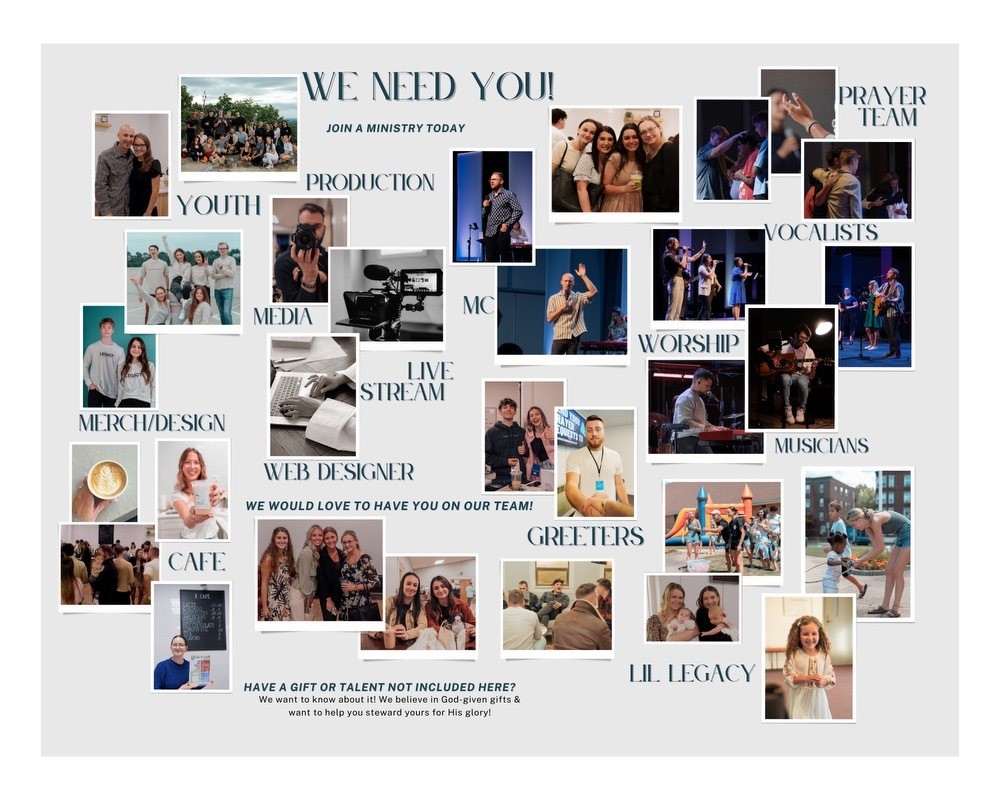 WE NEED YOU!
JOIN A MINISTRY TODAY
PRAYER
TEAM
PRODUCTION
YOUTH
VOCALISTS
MEDIA
MC
WORSHIP
LIVE
STREAM
LEGACY
MERCH/DESIGN
MUSICIANS
WEB DESIGNER
WE WOULD LOVE TO HAVE YOU ON OUR TEAM!
GREETERS
CAFE
LIL LEGACY
HAVE A GIFT OR TALENT NOT INCLUDED HERE?
We want to know about it! We believe in God-given gifts &
want to help you steward yours for His glory!